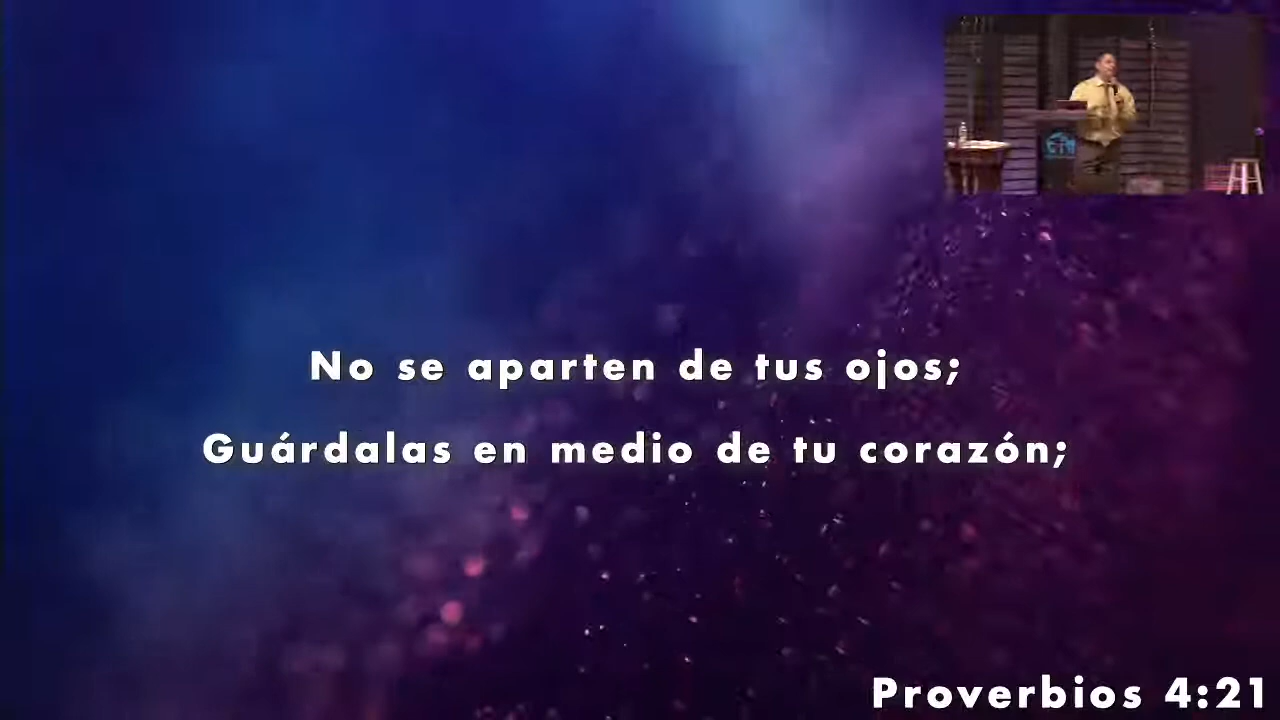 No se aparten de tus ojos;
Guárdalas en medio de tu corazón;
Proverbios 4:21